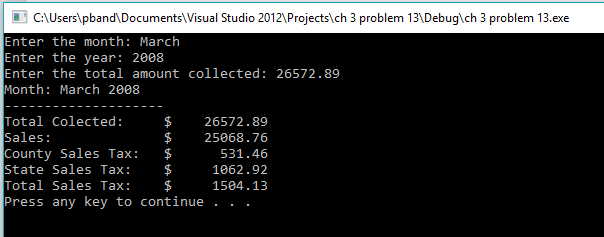 C:\Users\pband\Documents\Visual Studio 2012\Projects\ch 3 problem 13\Debug\ch 3 problem 13.exe
Enter the month: March
Enter the year: 2008
Enter the total amount collected: 26572.89
Month: March 2008
--------------------
Total Colected:     $    26572.89
Sales:              $    25068.76
County Sales Tax:   $      531.46
State Sales Tax:    $     1062.92
Total Sales Tax:    $     1504.13
Press any key to continue . . .